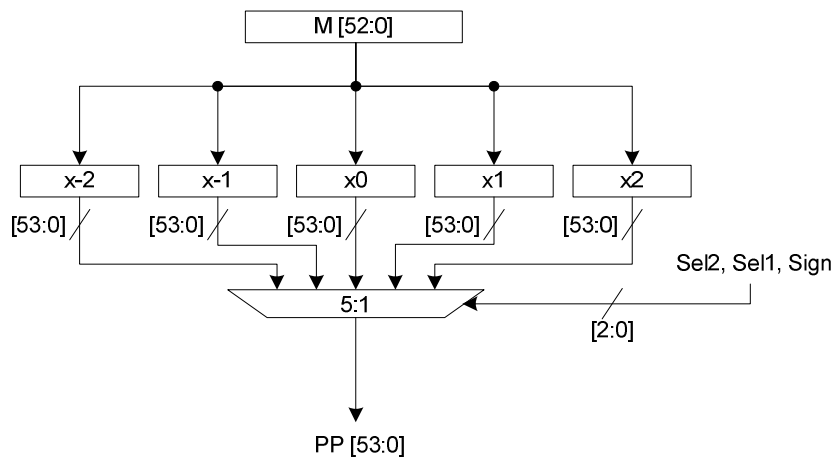 M [52:0]
x-2
x-1
x0
x1
x2
[53:0]
[53:0]
[53:0]
[53:0]
[53:0]
Sel2, Sel1, Sign
5:1
[2:0]
PP [53:0]